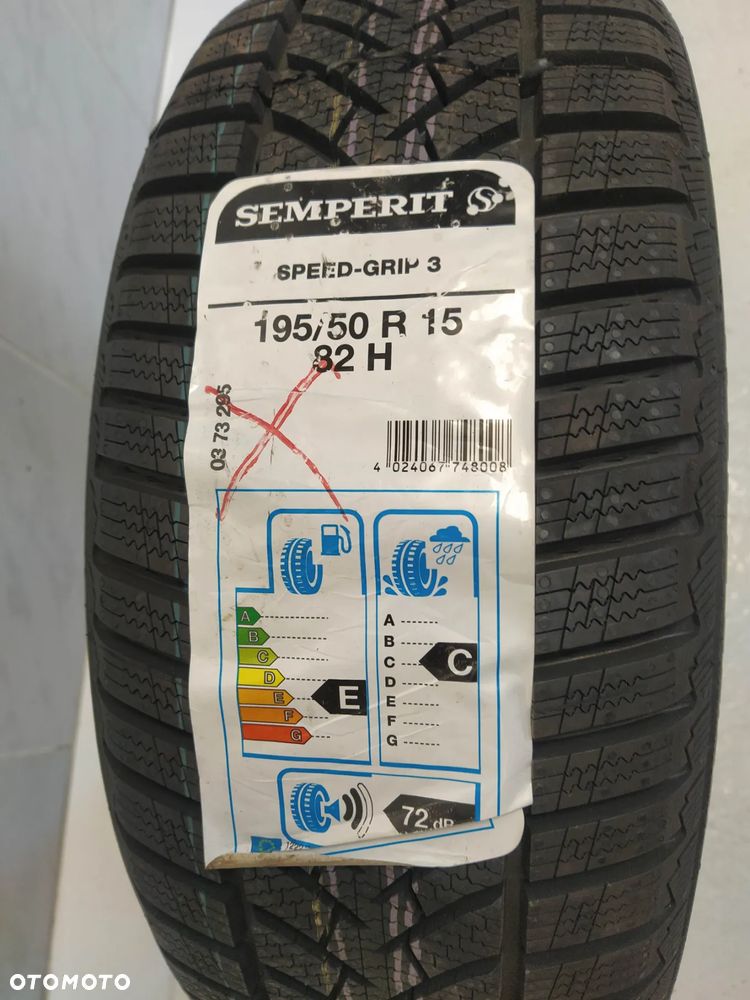 SEMPERIT S
SPEED-GRIP 3
195/50 R 15
82 H
03 73 295
4 024067 748008
A
B
C
D
E
F
G
E
A
B
C
D
E
F
G
C
72 dB
OTOMOTO